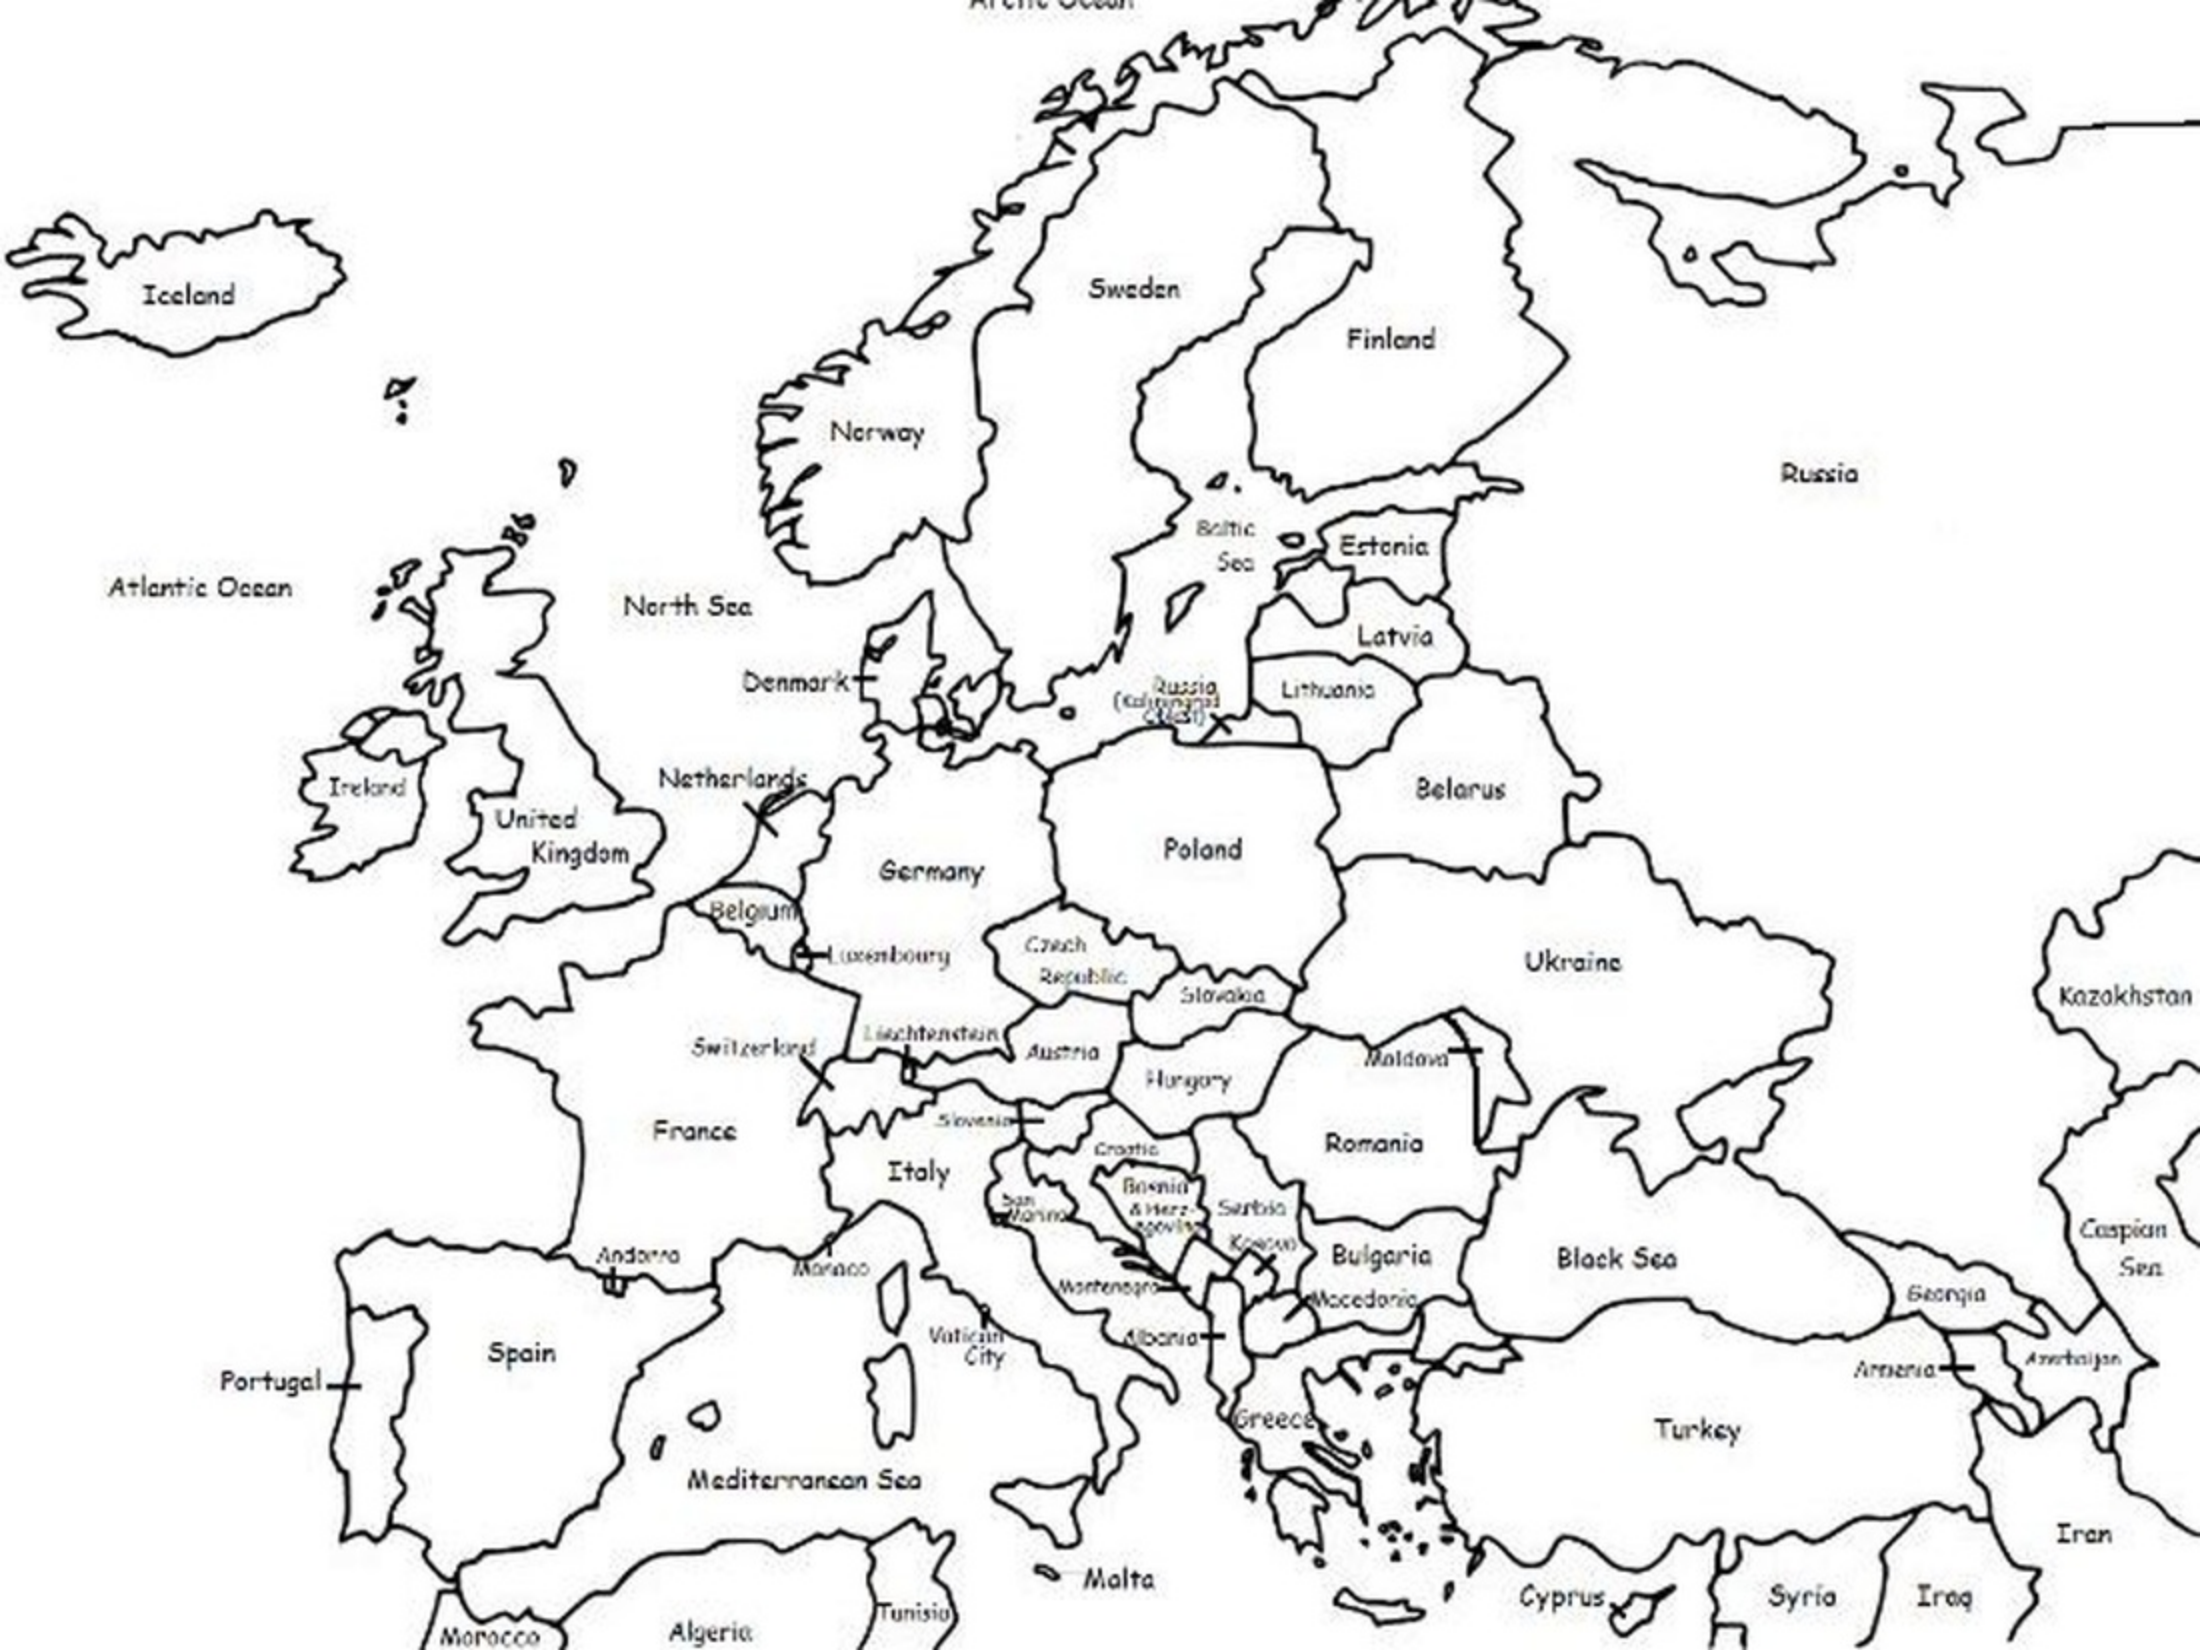 Arctic Ocean
Iceland
Sweden
Finland
Norway
Russia
Baltic
Sea
Estonia
Atlantic Ocean
North Sea
Latvia
Denmark
Russia
Lithuania
Netherlands
Ireland
Belarus
United
Kingdom
Poland
Germany
Belgium
Czech
Republic
Luxembourg
Ukraine
Slovakia
Kazakhstan
Liechtenstein
Switzerland
Austria
Moldova
Hungary
Slovenia
France
Romania
Croatia
Italy
Bosnia
& Herz-
egovina
San
Marino
Serbia
Kosovo
Caspian
Sea
Andorra
Monaco
Bulgaria
Black Sea
Montenegro
Macedonia
Georgia
Albania
Vatican
City
Spain
Portugal
Armenia
Azerbaijan
Greece
Turkey
Mediterranean Sea
Iran
Malta
Cyprus
Syria
Iraq
Tunisia
Algeria
Morocco